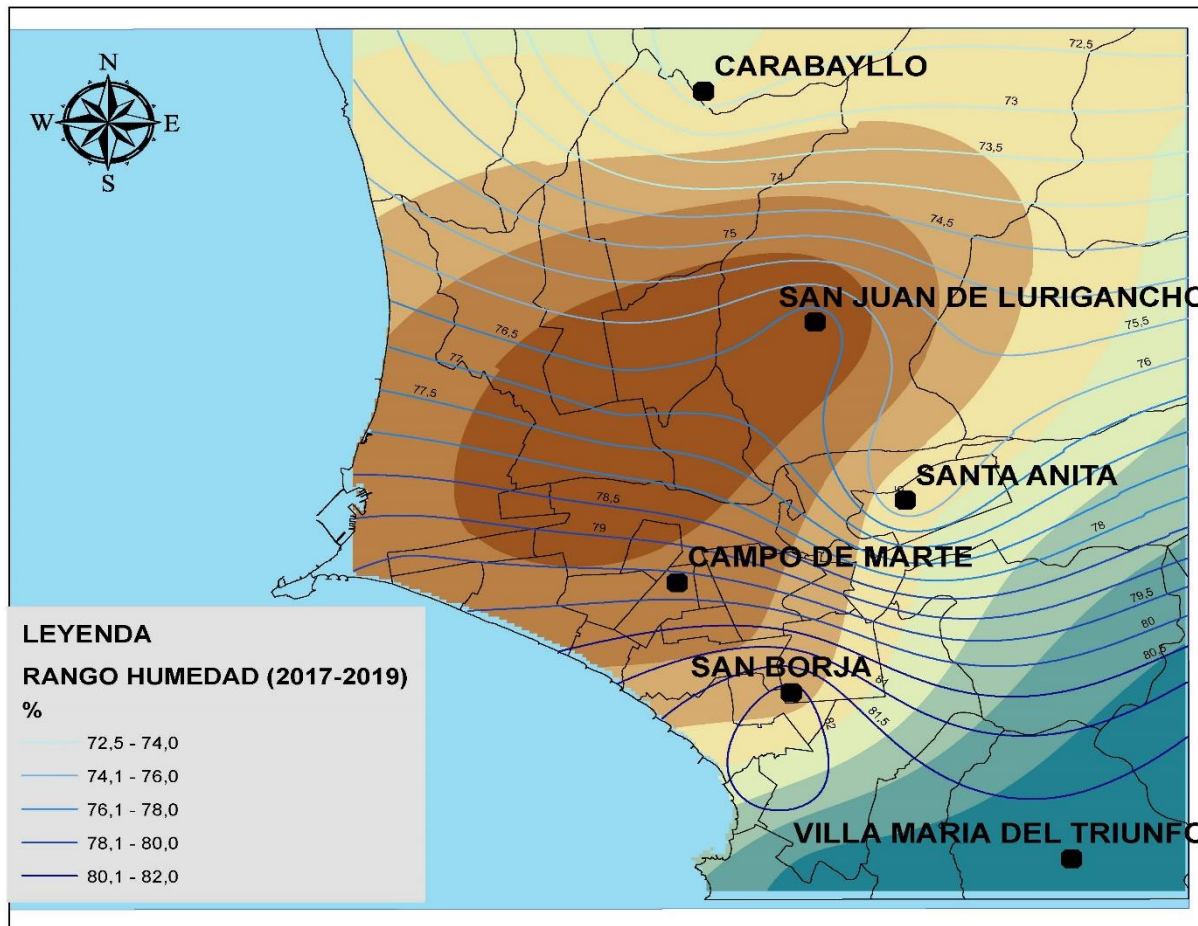 N
W E
S
CARABAYLLO
72,5
73
73,5
74
74,5
75
SAN JUAN DE LURIGANCHO
75,5
76,5
76
77
77,5
SANTA ANITA
78,5
78
79
CAMPO DE MARTE
79,5
80
80,5
SAN BORJA
81
81,5
82
VILLA MARIA DEL TRIUNFO
LEYENDA
RANGO HUMEDAD (2017-2019)
%
72,5 - 74,0
74,1 - 76,0
76,1 - 78,0
78,1 - 80,0
80,1 - 82,0